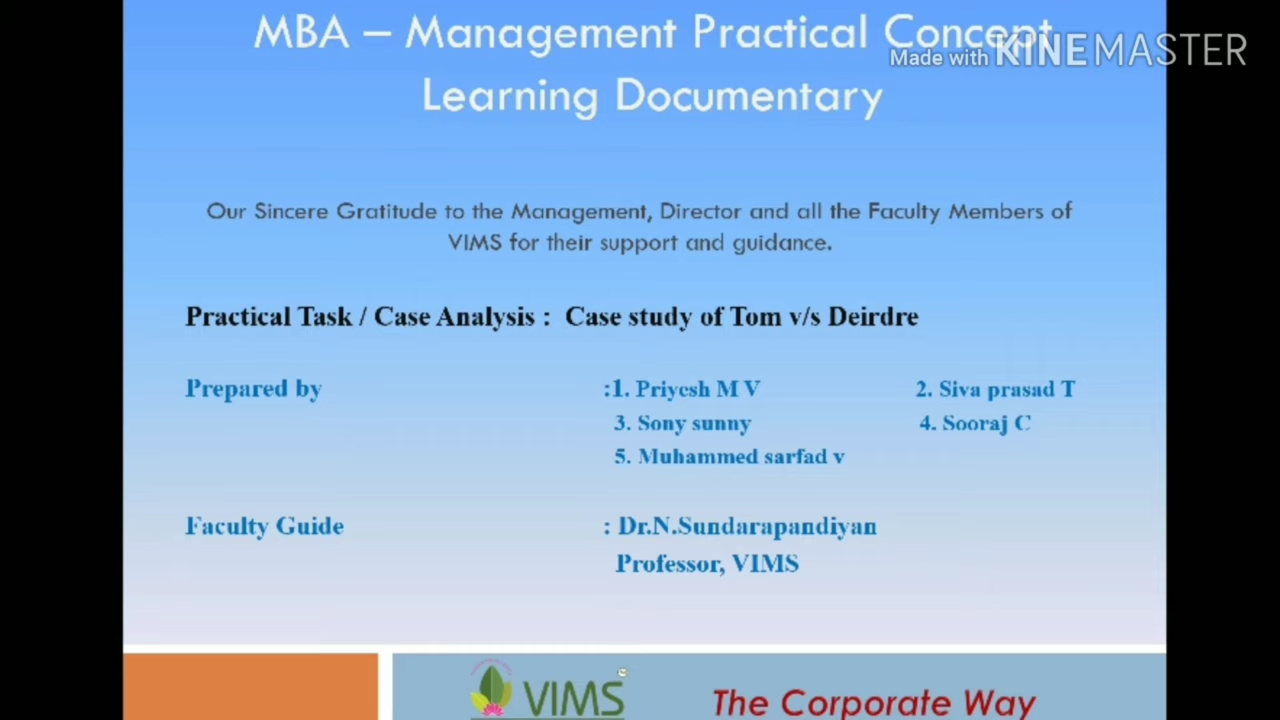 MBA – Management Practical Concept
Made with KINEMASTER
Learning Documentary
Our Sincere Gratitude to the Management, Director and all the Faculty Members of
VIMS for their support and guidance.
Practical Task / Case Analysis : Case study of Tom v/s Deirdre
Prepared by :1. Priyesh M V 2. Siva prasad T
3. Sony sunny 4. Sooraj C
5. Muhammed sarfad v
Faculty Guide : Dr.N.Sundarapandiyan
Professor, VIMS
VIMS The Corporate Way